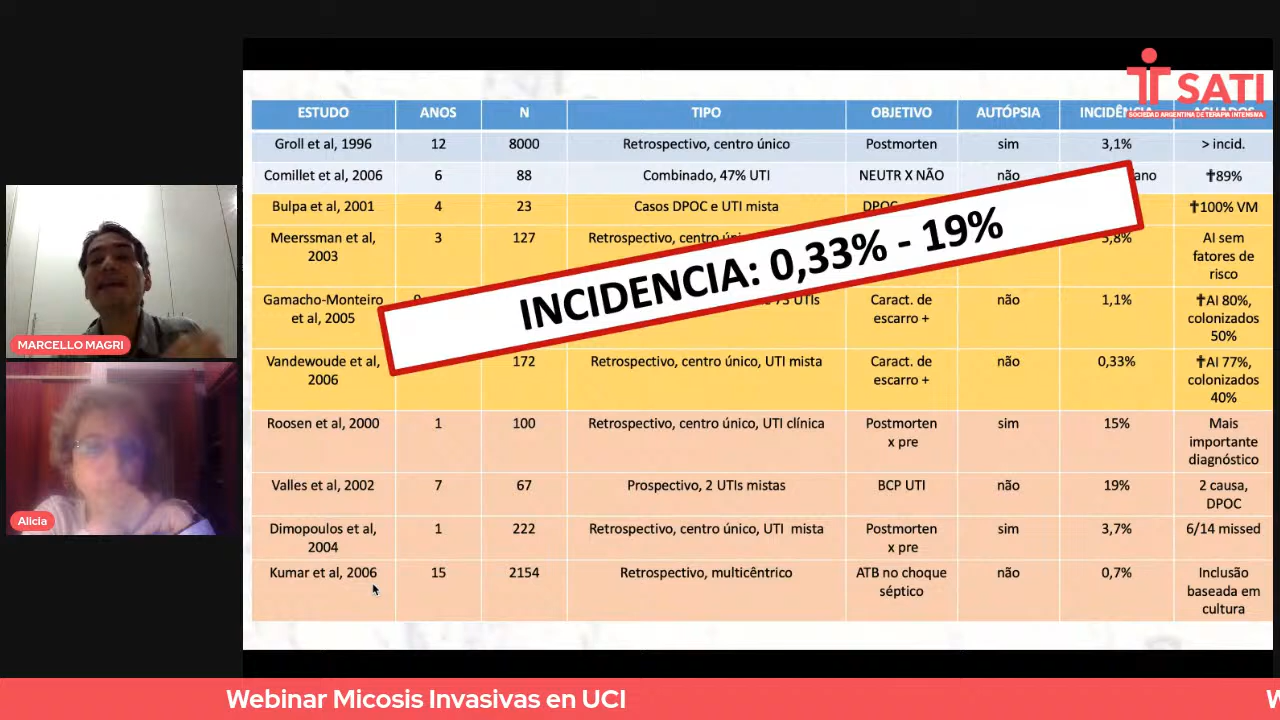 SATI
SOCIEDAD ARGENTINA DE TERAPIA INTENSIVA
ESTUDO ANOS N TIPO OBJETIVO AUTÓPSIA
Groll et al, 1996 12 8000 Retrospectivo, centro único Postmorten sim 3,1% > incid.
Comillet et al, 2006 6 88 Combinado, 47% UTI NEUTR X NÃO não ano ✝89%
Bulpa et al, 2001 4 23 Casos DPOC e UTI mista DPOC ✝100% VM
Meerssman et al, 3 127 Retrospectivo, centro AI sem
2003 fatores de
risco
INCIDENCIA: 0,33% - 19%
Gamacho-Monteiro 73 UTIs Caract. de não 1,1% ✝AI 80%,
et al, 2005 escarro + colonizados
50%
Vandewoude et al, 172 Retrospectivo, centro único, UTI mista Caract. de não 0,33% ✝AI 77%,
2006 escarro + colonizados
40%
Roosen et al, 2000 1 100 Retrospectivo, centro único, UTI clínica Postmorten sim 15% Mais
x pre importante
diagnóstico
Valles et al, 2002 7 67 Prospectivo, 2 UTIs mistas BCP UTI não 19% 2 causa,
DPOC
Dimopoulos et al, 1 222 Retrospectivo, centro único, UTI mista Postmorten sim 3,7% 6/14 missed
2004 x pre
Kumar et al, 2006 15 2154 Retrospectivo, multicêntrico ATB no choque não 0,7% Inclusão
séptico baseada em
cultura
MARCELLO MAGRI
Alicia
Webinar Micosis Invasivas en UCI